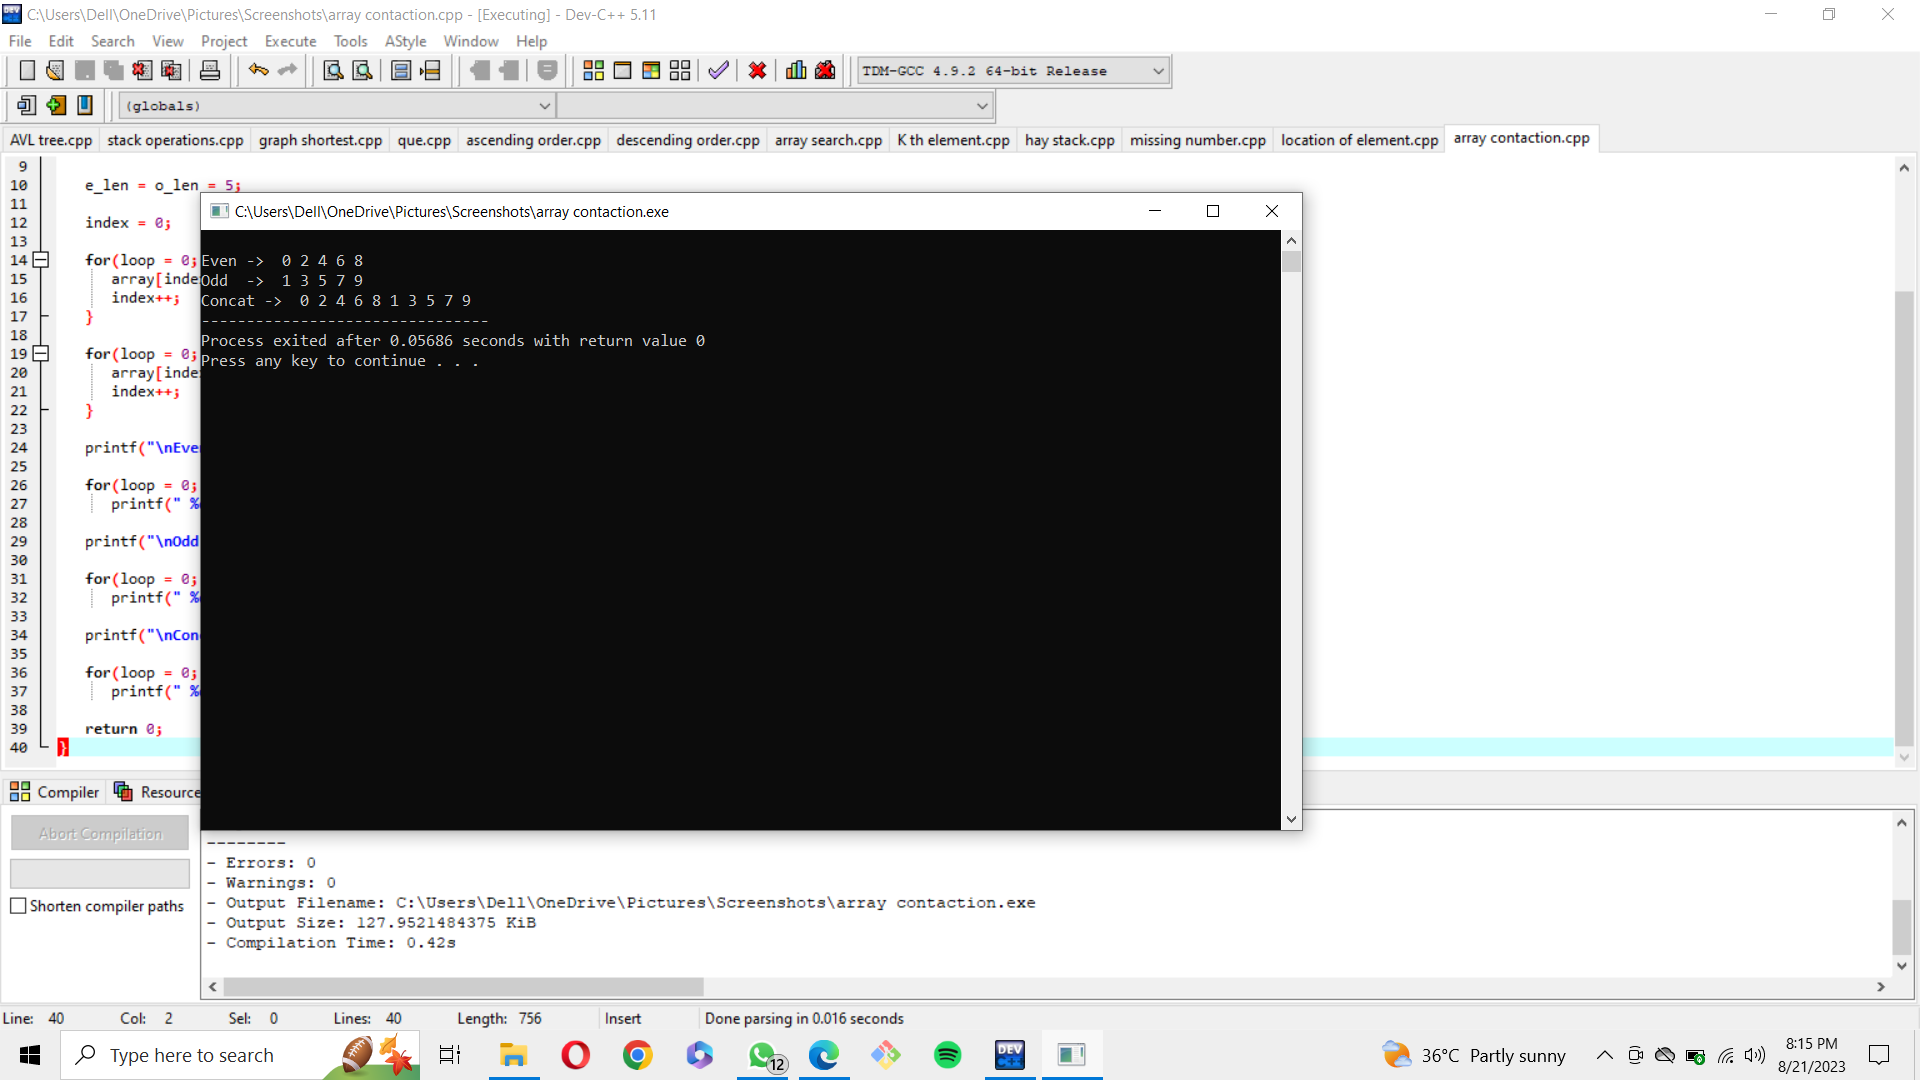 C:\Users\Dell\OneDrive\Pictures\Screenshots\array contaction.cpp - [Executing] - Dev-C++ 5.11
File Edit Search View Project Execute Tools AStyle Window Help
TDM-GCC 4.9.2 64-bit Release
(globals)
AVL tree.cpp stack operations.cpp graph shortest.cpp que.cpp ascending order.cpp descending order.cpp array search.cpp K th element.cpp hay stack.cpp missing number.cpp location of element.cpp array contaction.cpp
9
10 e_len = o_len = 5;
11
12 index = 0;
13
14 for(loop = 0;
15 array[inde
16 index++;
17 }
18
19 for(loop = 0;
20 array[inde
21 index++;
22 }
23
24 printf("\nEve
25
26 for(loop = 0;
27 printf(" %
28
29 printf("\nOdd
30
31 for(loop = 0;
32 printf(" %
33
34 printf("\nCon
35
36 for(loop = 0;
37 printf(" %
38
39 return 0;
40 }
C:\Users\Dell\OneDrive\Pictures\Screenshots\array contaction.exe
Even ->  0 2 4 6 8
Odd  ->  1 3 5 7 9
Concat ->  0 2 4 6 8 1 3 5 7 9
--------------------------------
Process exited after 0.05686 seconds with return value 0
Press any key to continue . . .
Compiler Resource
Abort Compilation
Shorten compiler paths
--------
- Errors: 0
- Warnings: 0
- Output Filename: C:\Users\Dell\OneDrive\Pictures\Screenshots\array contaction.exe
- Output Size: 127.9521484375 KiB
- Compilation Time: 0.42s
Line: 40 Col: 2 Sel: 0 Lines: 40 Length: 756 Insert Done parsing in 0.016 seconds
Type here to search
DEV
12
36°C Partly sunny
8:15 PM
8/21/2023